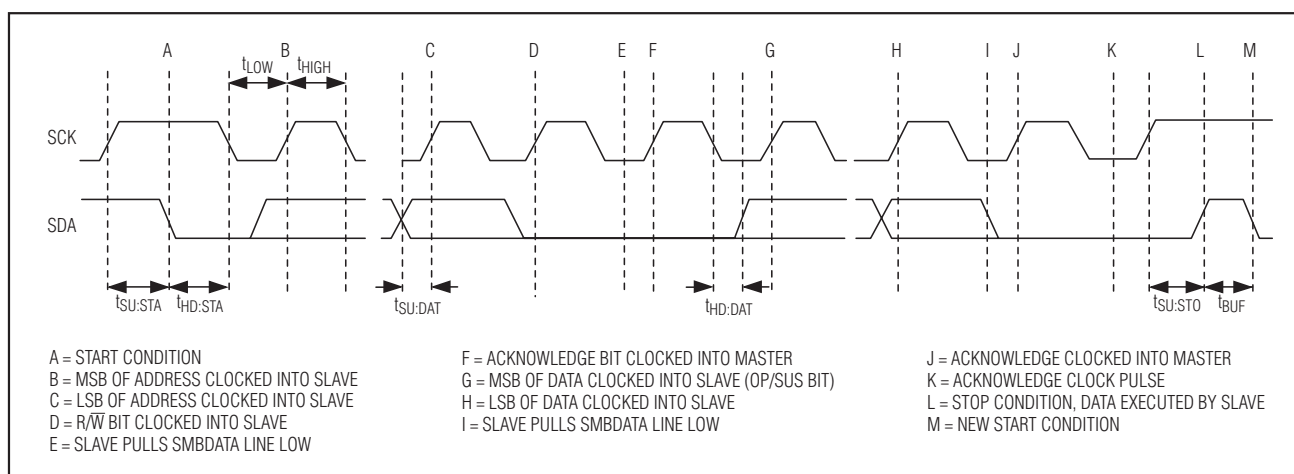 A B C D E F G H I J K L M
tLOW tHIGH
SCK
SDA
tSU:STA tHD:STA tSU:DAT tHD:DAT tSU:STO tBUF
A = START CONDITION
B = MSB OF ADDRESS CLOCKED INTO SLAVE
C = LSB OF ADDRESS CLOCKED INTO SLAVE
D = R/W̅ BIT CLOCKED INTO SLAVE
E = SLAVE PULLS SMBDATA LINE LOW
F = ACKNOWLEDGE BIT CLOCKED INTO MASTER
G = MSB OF DATA CLOCKED INTO SLAVE (OP/SUS BIT)
H = LSB OF DATA CLOCKED INTO SLAVE
I = SLAVE PULLS SMBDATA LINE LOW
J = ACKNOWLEDGE CLOCKED INTO MASTER
K = ACKNOWLEDGE CLOCK PULSE
L = STOP CONDITION, DATA EXECUTED BY SLAVE
M = NEW START CONDITION